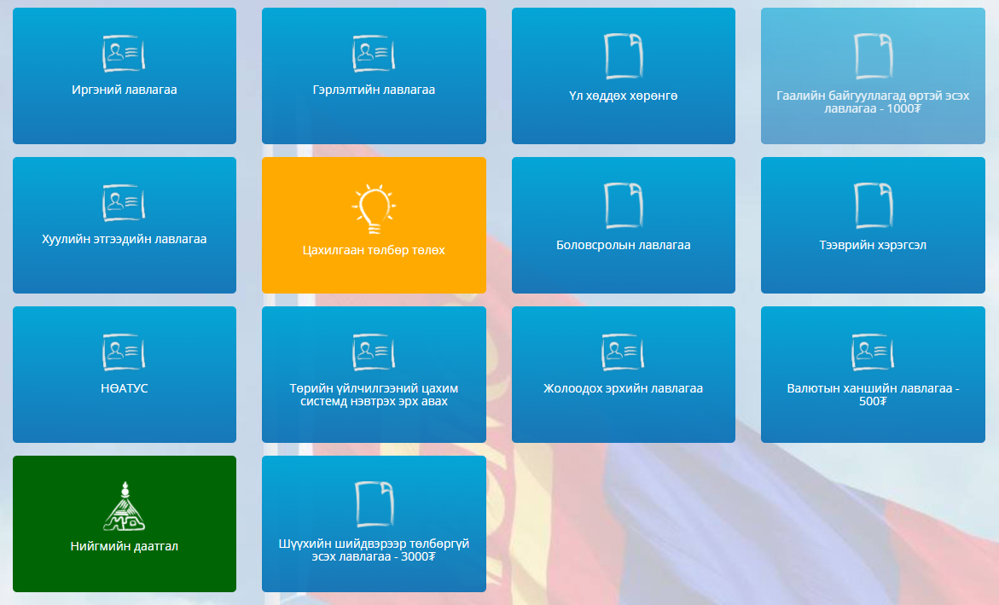 Иргэний лавлагаа
Гэрлэлтийн лавлагаа
Үл хөдлөх хөрөнгө
Гаалийн байгууллагад өртэй эсэх
лавлагаа - 1000₮
Хуулийн этгээдийн лавлагаа
Цахилгаан төлбөр төлөх
Боловсролын лавлагаа
Тээврийн хэрэгсэл
НӨАТУС
Төрийн үйлчилгээний цахим
системд нэвтрэх эрх авах
Жолоодох эрхийн лавлагаа
Валютын ханшийн лавлагаа -
500₮
Нийгмийн даатгал
Шүүхийн шийдвэрээр төлбөргүй
эсэх лавлагаа - 3000₮